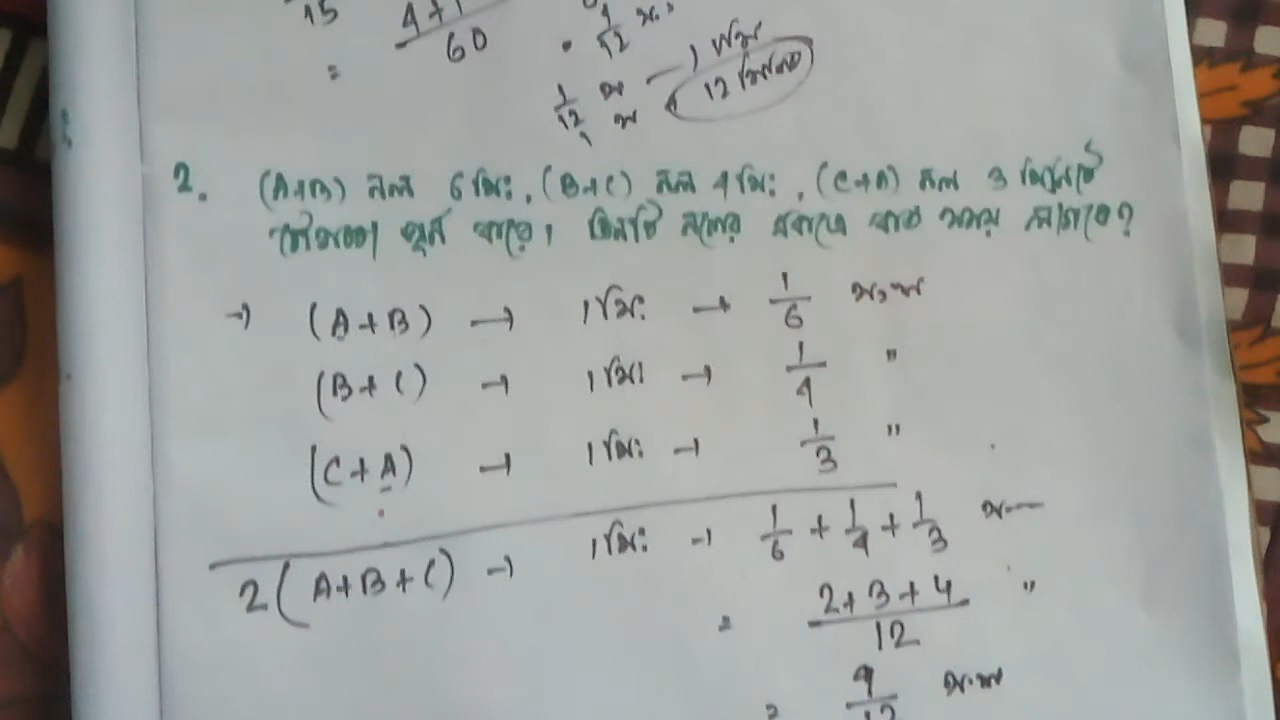 15
4+1/60 . 1/12 অং
=
1/12 অ — 1 মিঃ
1 অ 12 মিনিট
2. (A+B) নল 6 মিঃ, (B+C) নল 4 মিঃ, (C+A) নল 3 মিনিটে
চৌবাচ্চা পূর্ণ করে। তিনটি নলের একত্রে কত সময় লাগবে?
→ (A+B) → 1 মিঃ → 1/6 অংশ
(B+C) → 1 মিঃ → 1/4 "
(C+A) → 1 মিঃ → 1/3 "
2(A+B+C) → 1 মিঃ → 1/6 + 1/4 + 1/3
= 2+3+4/12 "
= 9/12 অংশ